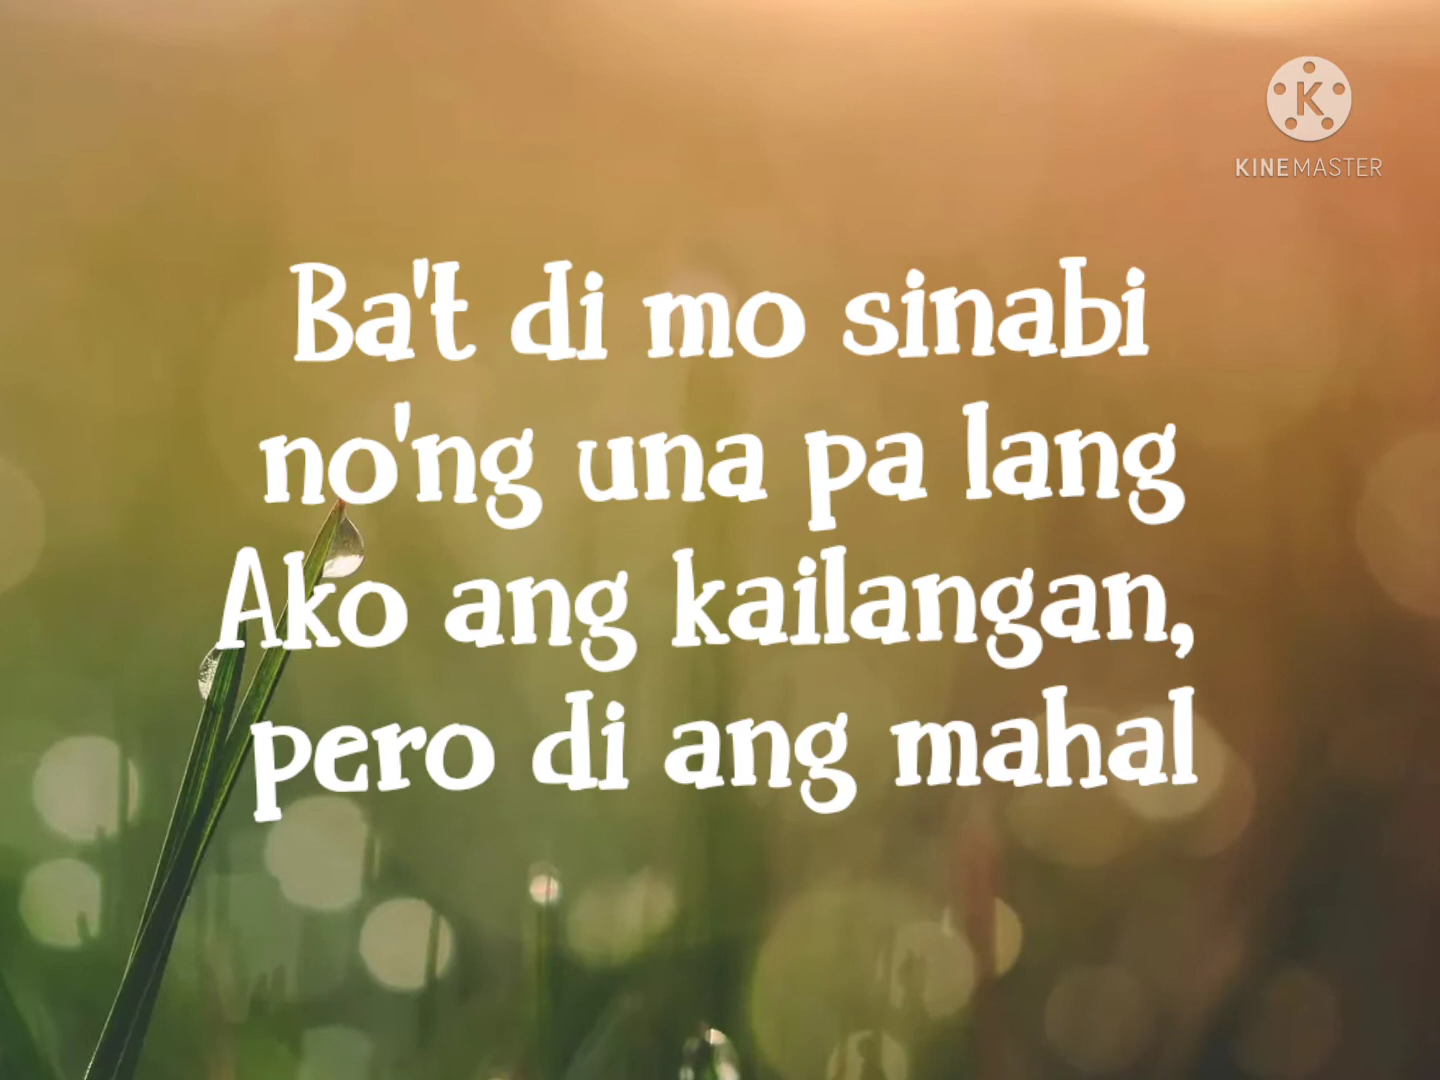 KINEMASTER
Ba't di mo sinabi
no'ng una pa lang
Ako ang kailangan,
pero di ang mahal